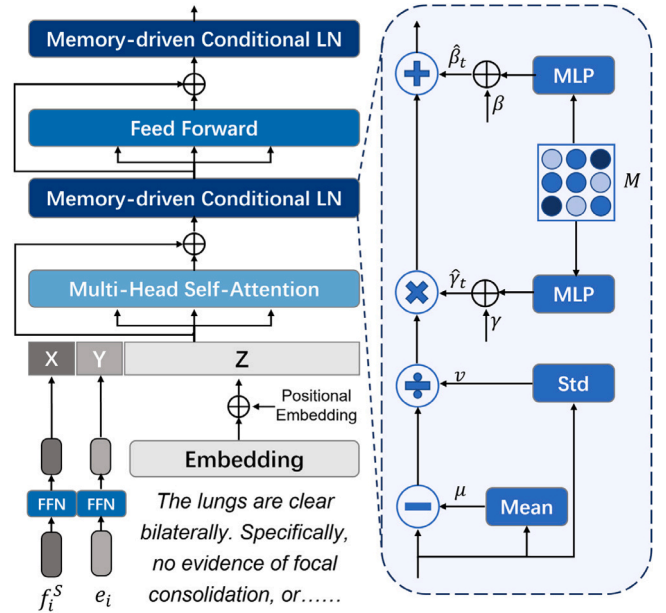 Memory-driven Conditional LN
Feed Forward
Memory-driven Conditional LN
Multi-Head Self-Attention
X
Y
Z
Positional
Embedding
Embedding
FFN
FFN
The lungs are clear
bilaterally. Specifically,
no evidence of focal
consolidation, or......
f_i^S
e_i
β̂_t
β
MLP
M
γ̂_t
γ
MLP
v
Std
μ
Mean